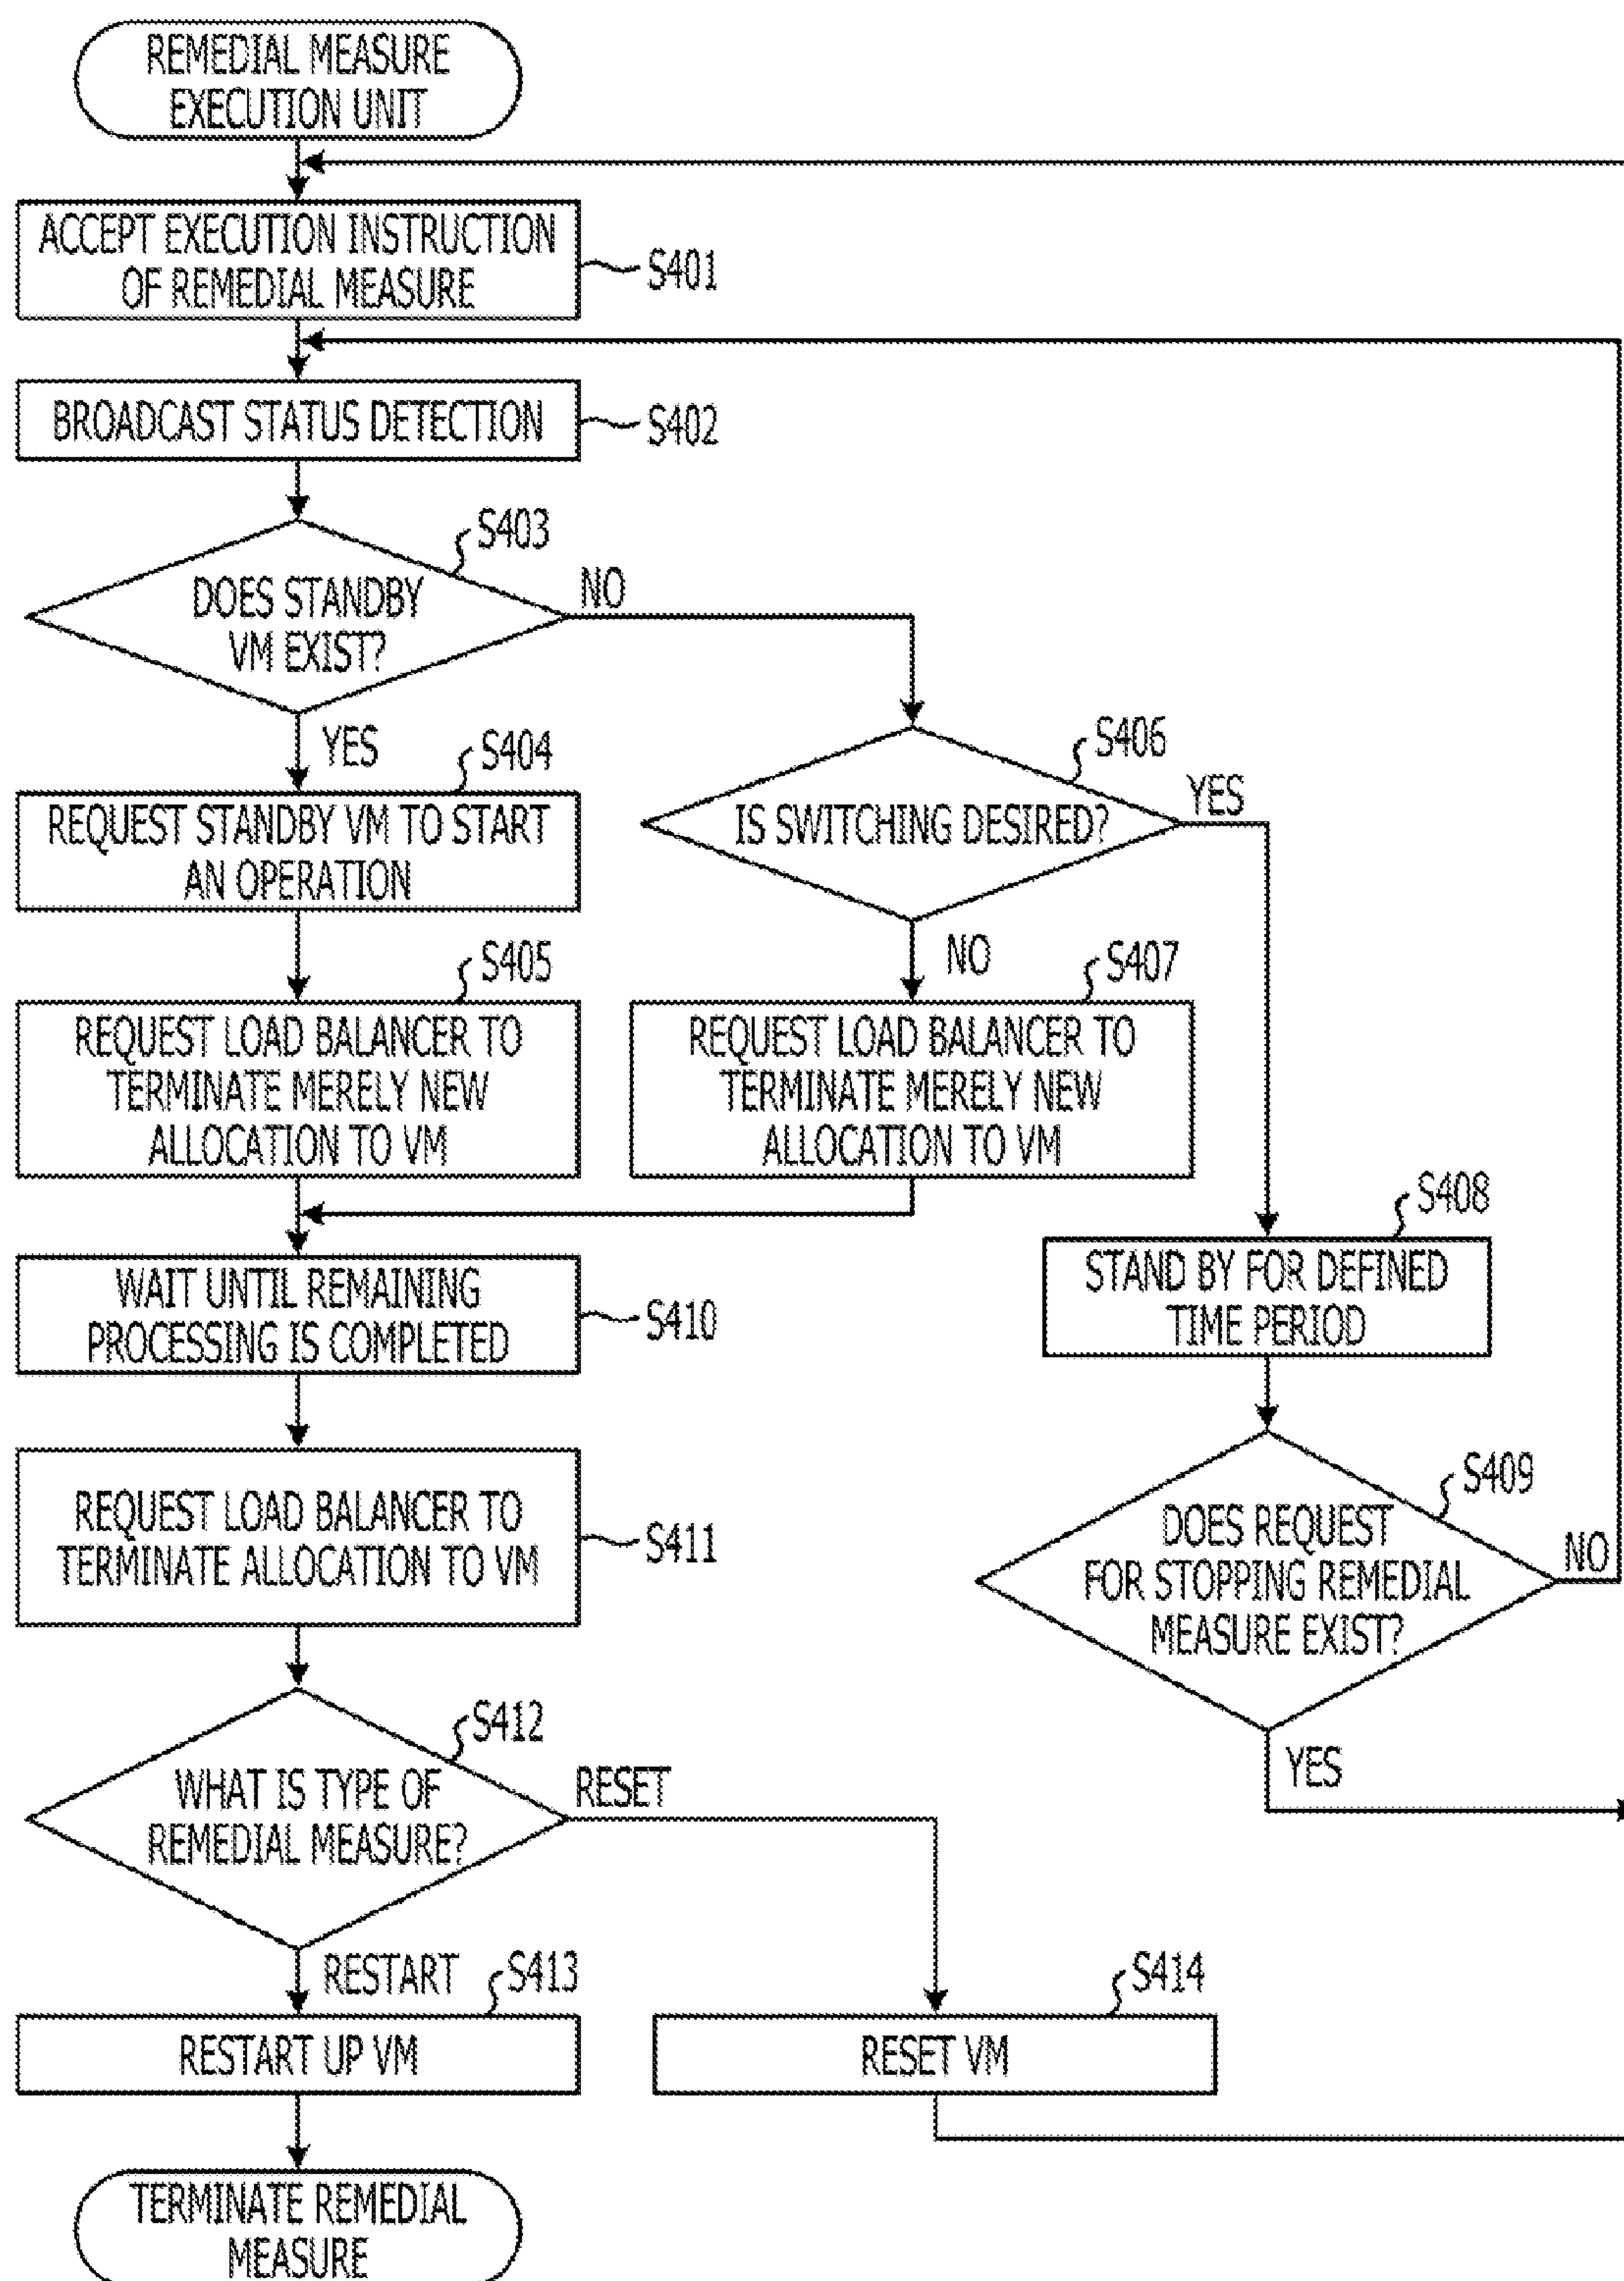 REMEDIAL MEASURE
EXECUTION UNIT
ACCEPT EXECUTION INSTRUCTION
OF REMEDIAL MEASURE
S401
BROADCAST STATUS DETECTION
S402
S403
DOES STANDBY
VM EXIST?
NO
YES
S404
REQUEST STANDBY VM TO START
AN OPERATION
S406
IS SWITCHING DESIRED?
YES
NO
S405
REQUEST LOAD BALANCER TO
TERMINATE MERELY NEW
ALLOCATION TO VM
S407
REQUEST LOAD BALANCER TO
TERMINATE MERELY NEW
ALLOCATION TO VM
S408
STAND BY FOR DEFINED
TIME PERIOD
WAIT UNTIL REMAINING
PROCESSING IS COMPLETED
S410
S409
DOES REQUEST
FOR STOPPING REMEDIAL
MEASURE EXIST?
NO
YES
REQUEST LOAD BALANCER TO
TERMINATE ALLOCATION TO VM
S411
S412
WHAT IS TYPE OF
REMEDIAL MEASURE?
RESET
RESTART
S413
RESTART UP VM
S414
RESET VM
TERMINATE REMEDIAL
MEASURE